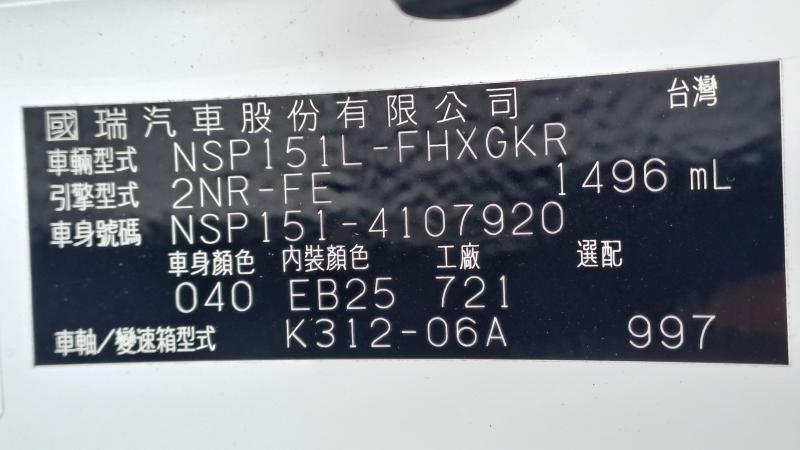 國瑞汽車股份有限公司 台灣
車輛型式 NSP151L-FHXGKR
引擎型式 2NR-FE 1496 mL
車身號碼 NSP151-4107920
車身顏色 內裝顏色 工廠 選配
040 EB25 721
車軸/變速箱型式 K312-06A 997